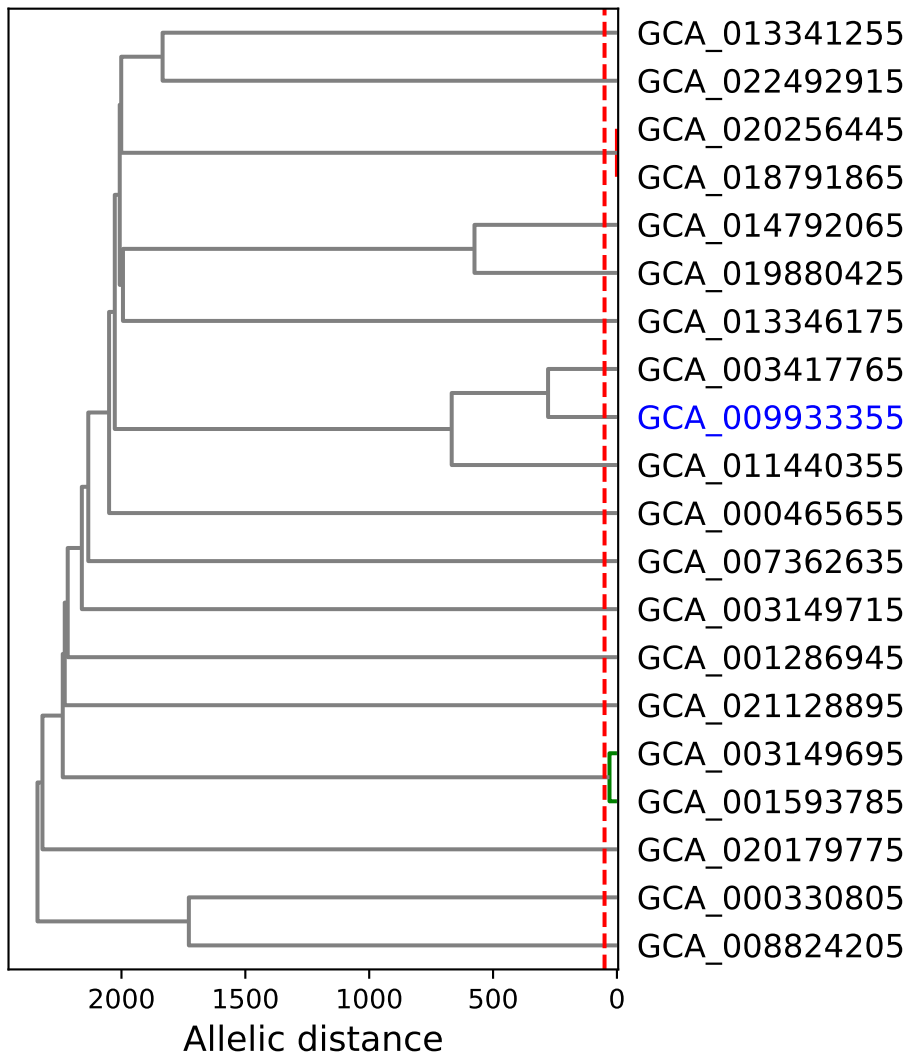 GCA_013341255
GCA_022492915
GCA_020256445
GCA_018791865
GCA_014792065
GCA_019880425
GCA_013346175
GCA_003417765
GCA_009933355
GCA_011440355
GCA_000465655
GCA_007362635
GCA_003149715
GCA_001286945
GCA_021128895
GCA_003149695
GCA_001593785
GCA_020179775
GCA_000330805
GCA_008824205
2000 1500 1000 500 0
Allelic distance